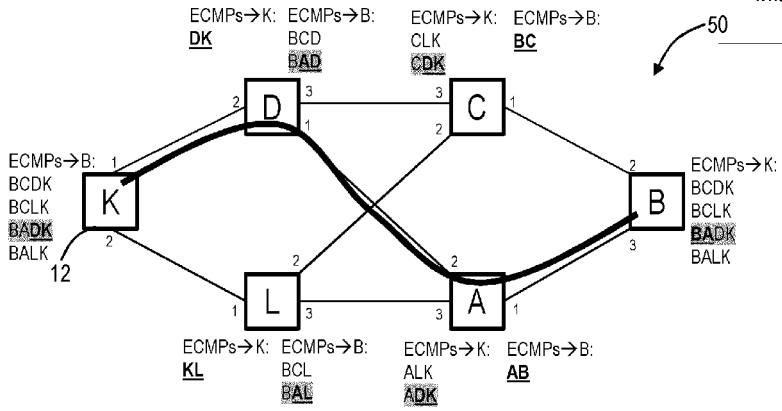 50
ECMPs→K:
DK
ECMPs→B:
BCD
BAD
ECMPs→K:
CLK
CDK
ECMPs→B:
BC
2
D
3
1
3
C
1
2
ECMPs→B:
BCDK
BCLK
BADK
BALK
1
K
2
12
2
B
3
ECMPs→K:
BCDK
BCLK
BADK
BALK
1
L
2
3
2
A
3
1
ECMPs→K:
KL
ECMPs→B:
BCL
BAL
ECMPs→K:
ALK
ADK
ECMPs→B:
AB